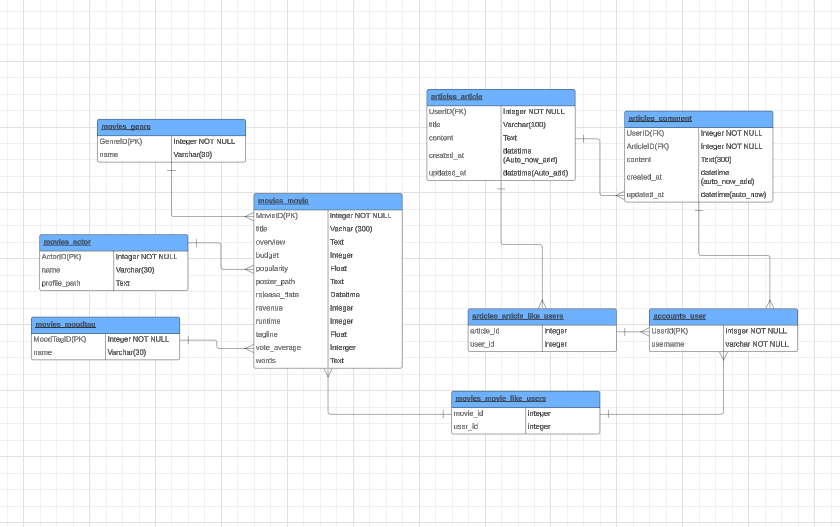 movies_genre
GenreID(PK) Integer NOT NULL
name Varchar(30)
movies_actor
ActorID(PK) Integer NOT NULL
name Varchar(30)
profile_path Text
movies_moodtag
MoodTagID(PK) Integer NOT NULL
name Varchar(30)
movies_movie
MovieID(PK) Integer NOT NULL
title Varchar (300)
overview Text
budget Integer
popularity Float
poster_path Text
release_date Datetime
revenue Integer
runtime Integer
tagline Float
vote_average Interger
words Text
articles_article
UserID(FK) Integer NOT NULL
title Varchar(100)
content Text
created_at datetime
(Auto_now_add)
updated_at datetime(Auto_add)
articles_comment
UserID(FK) Integer NOT NULL
ArticleID(FK) Integer NOT NULL
content Text(300)
created_at datetime
(auto_now_add)
updated_at datetime(auto_now)
articles_article_like_users
article_id integer
user_id integer
accounts_user
UserId(PK) integer NOT NULL
username varchar NOT NULL
movies_movie_like_users
movie_id integer
user_id integer